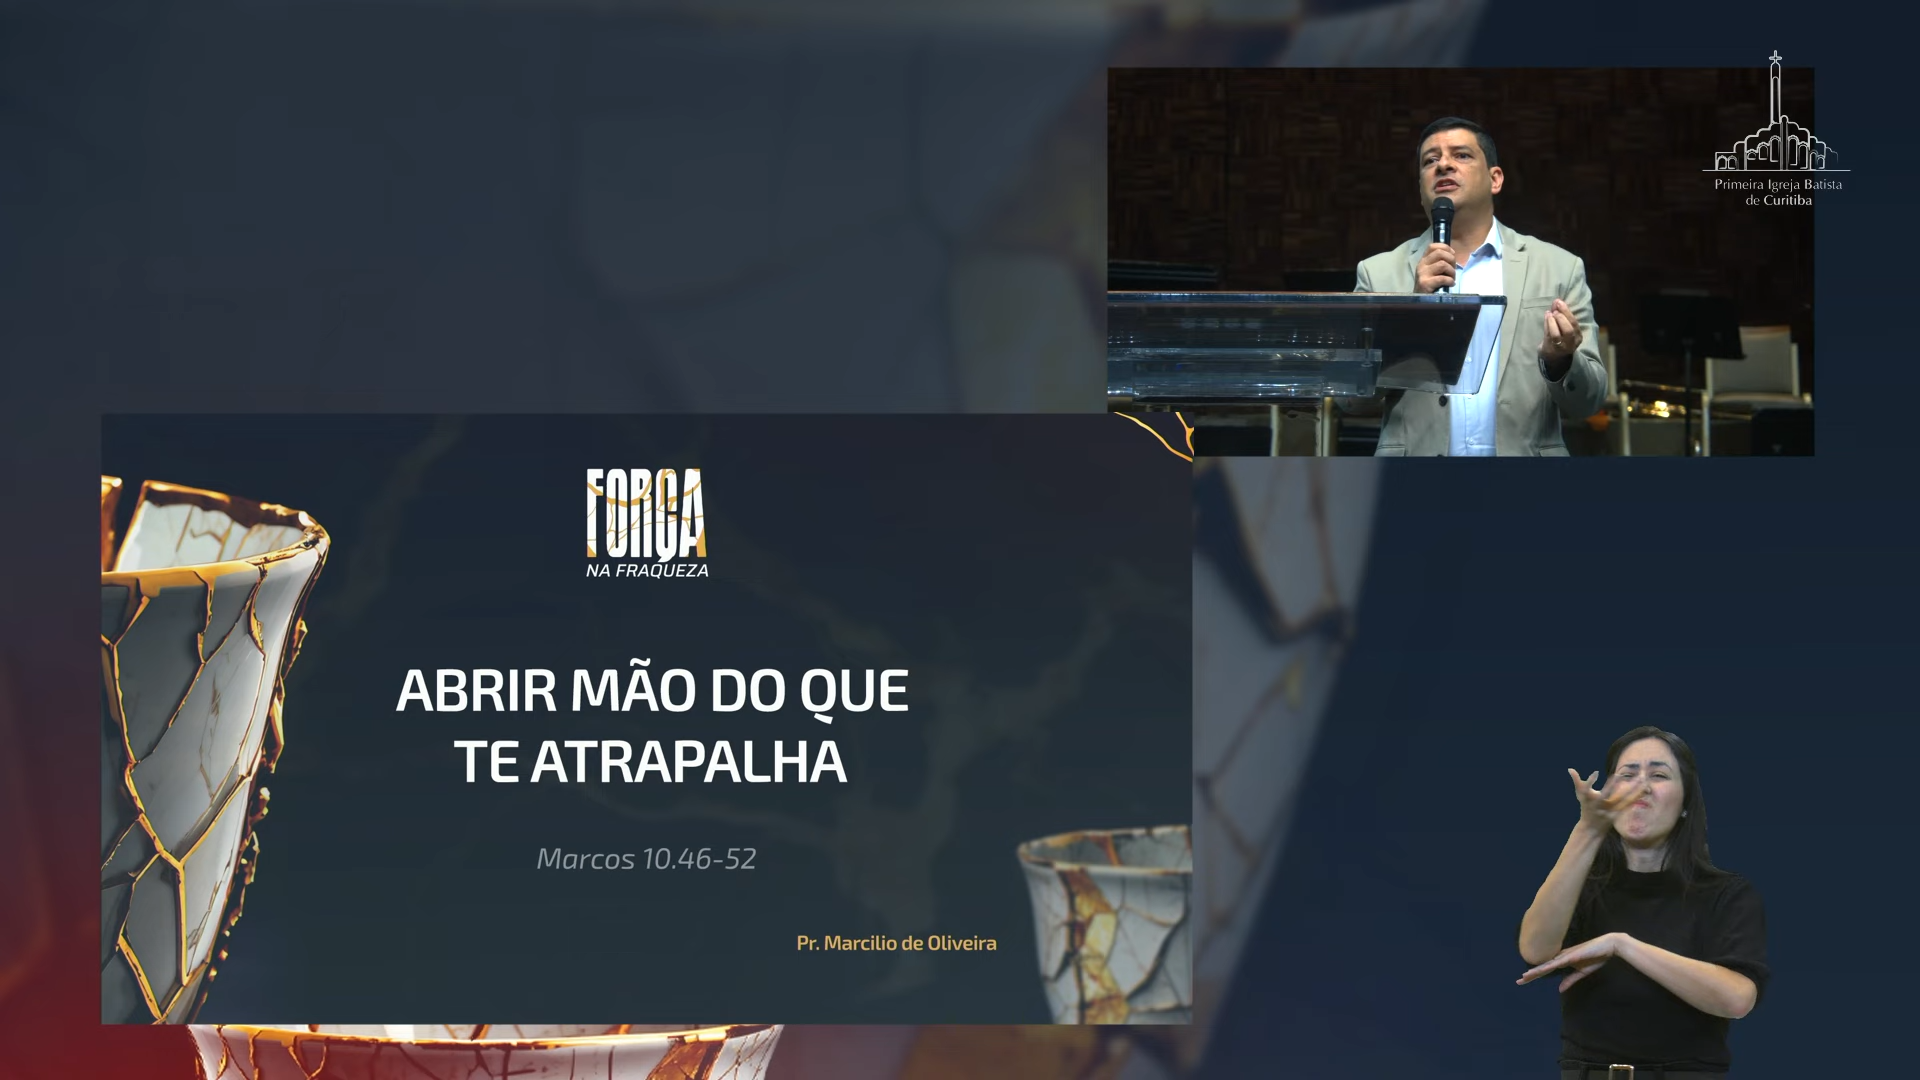 Primeira Igreja Batista
de Curitiba
FORÇA
NA FRAQUEZA
ABRIR MÃO DO QUE
TE ATRAPALHA
Marcos 10.46-52
Pr. Marcilio de Oliveira